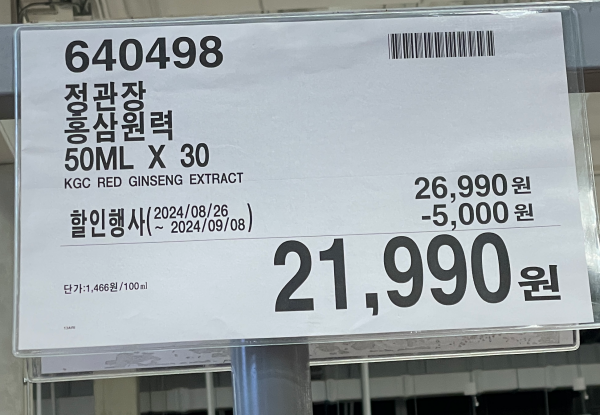 640498
정관장
홍삼원력
50ML X 30
KGC RED GINSENG EXTRACT
26,990원
할인행사(2024/08/26 ~ 2024/09/08) -5,000원
21,990원
단가:1,466원/100㎖